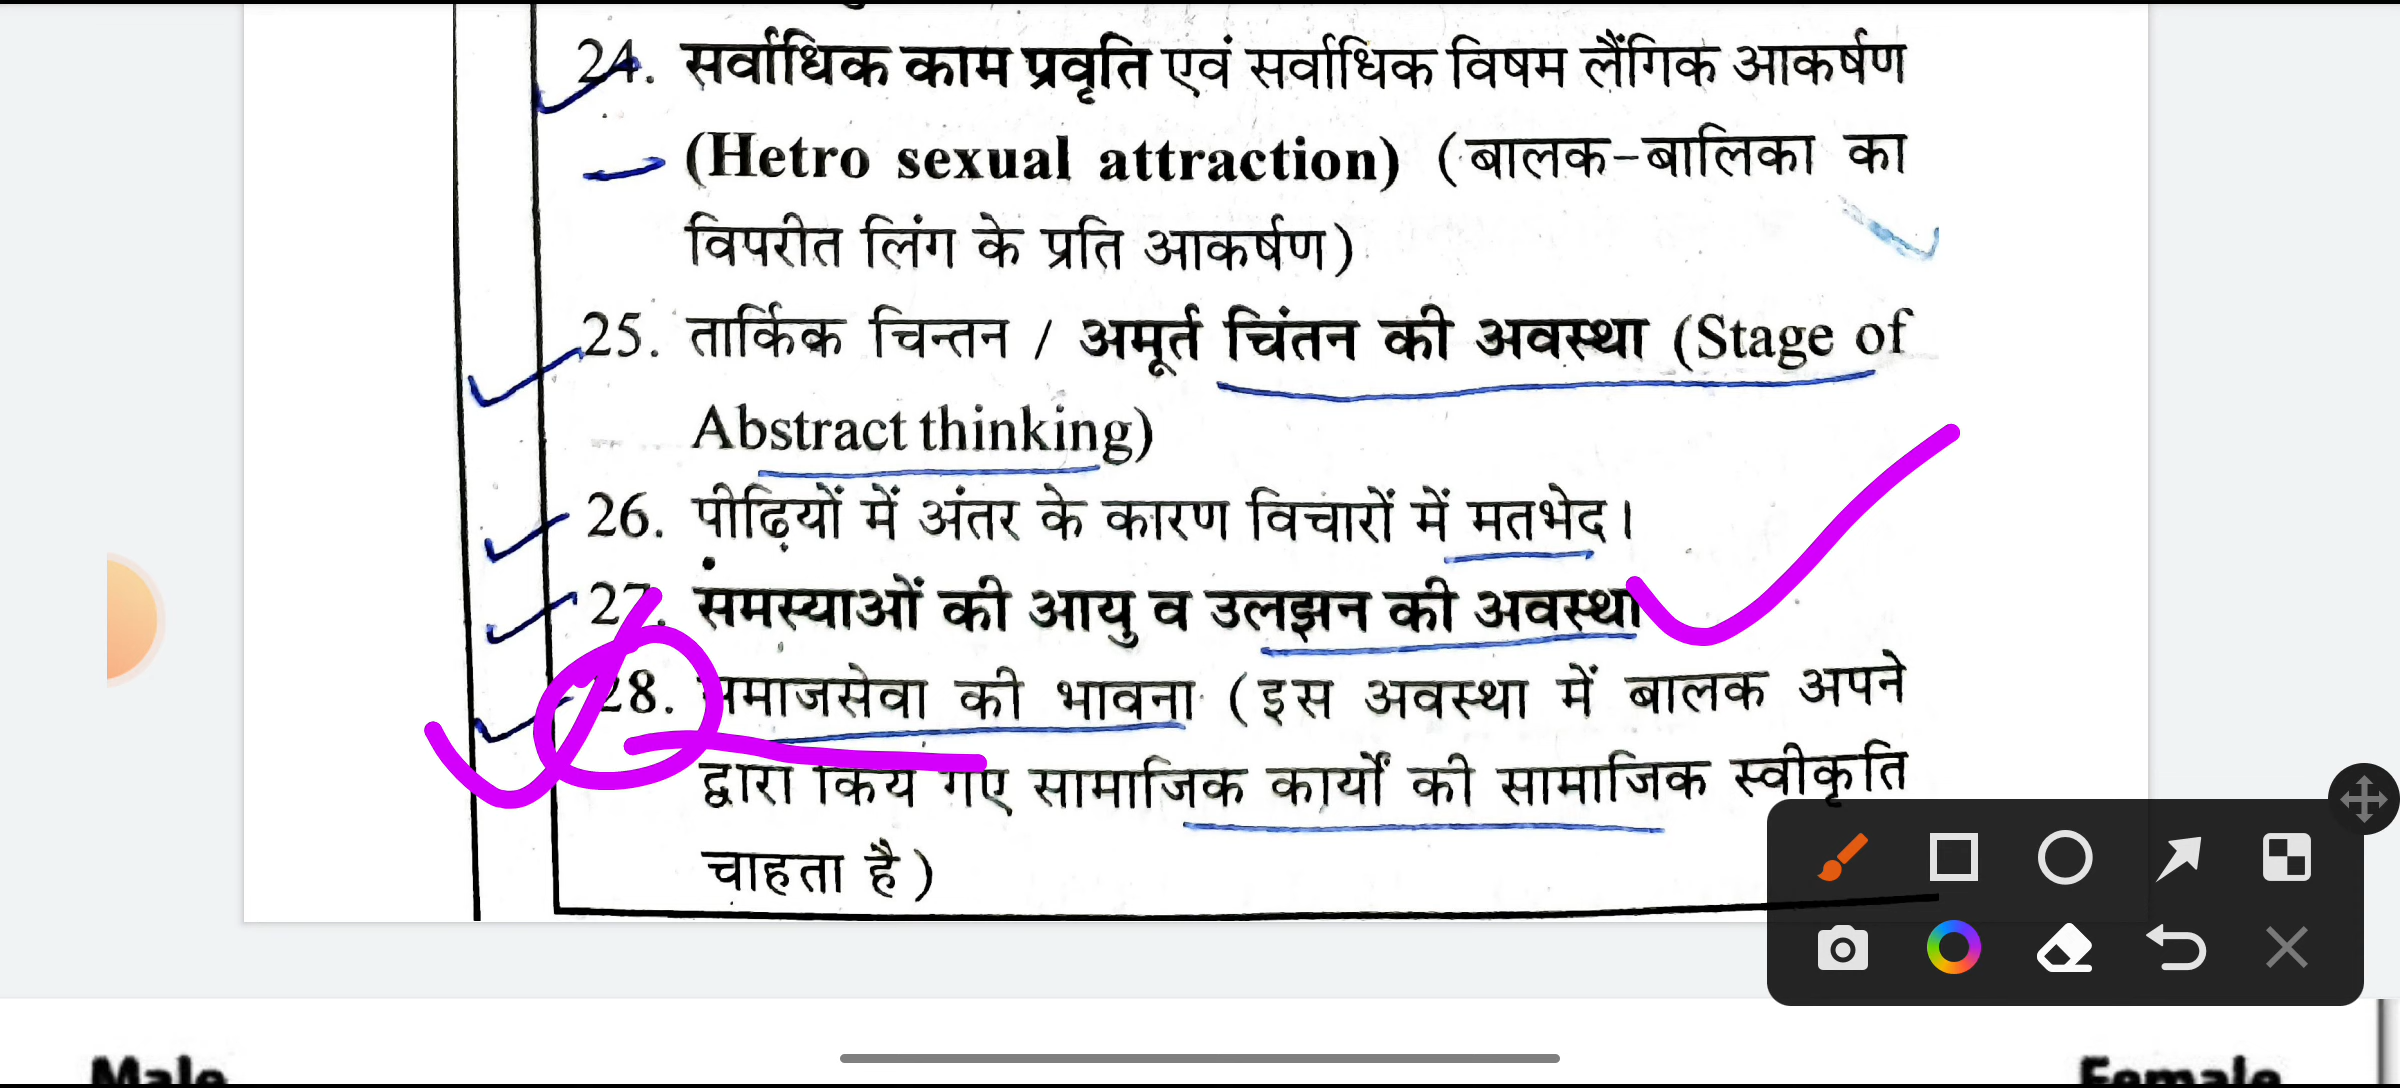 24. सर्वाधिक काम प्रवृति एवं सर्वाधिक विषम लैंगिक आकर्षण
(Hetro sexual attraction) (बालक-बालिका का
विपरीत लिंग के प्रति आकर्षण)
25. तार्किक चिन्तन / अमूर्त चिंतन की अवस्था (Stage of
Abstract thinking)
26. पीढ़ियों में अंतर के कारण विचारों में मतभेद।
27. समस्याओं की आयु व उलझन की अवस्था
28. समाजसेवा की भावना (इस अवस्था में बालक अपने
द्वारा किये गए सामाजिक कार्यों की सामाजिक स्वीकृति
चाहता है)
Male Female